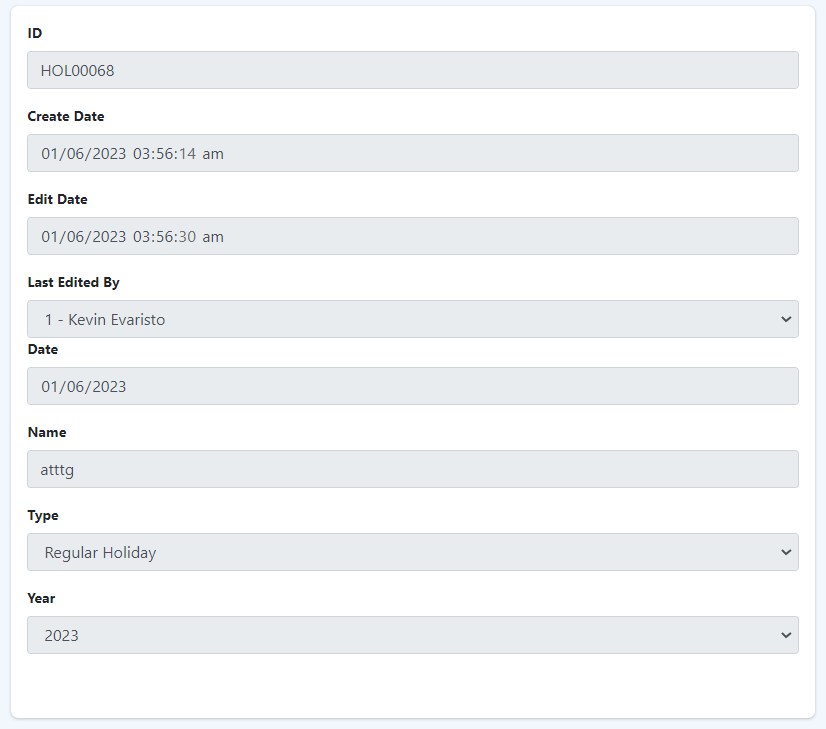 ID
HOL00068
Create Date
01/06/2023 03:56:14 am
Edit Date
01/06/2023 03:56:30 am
Last Edited By
1 - Kevin Evaristo
Date
01/06/2023
Name
atttg
Type
Regular Holiday
Year
2023